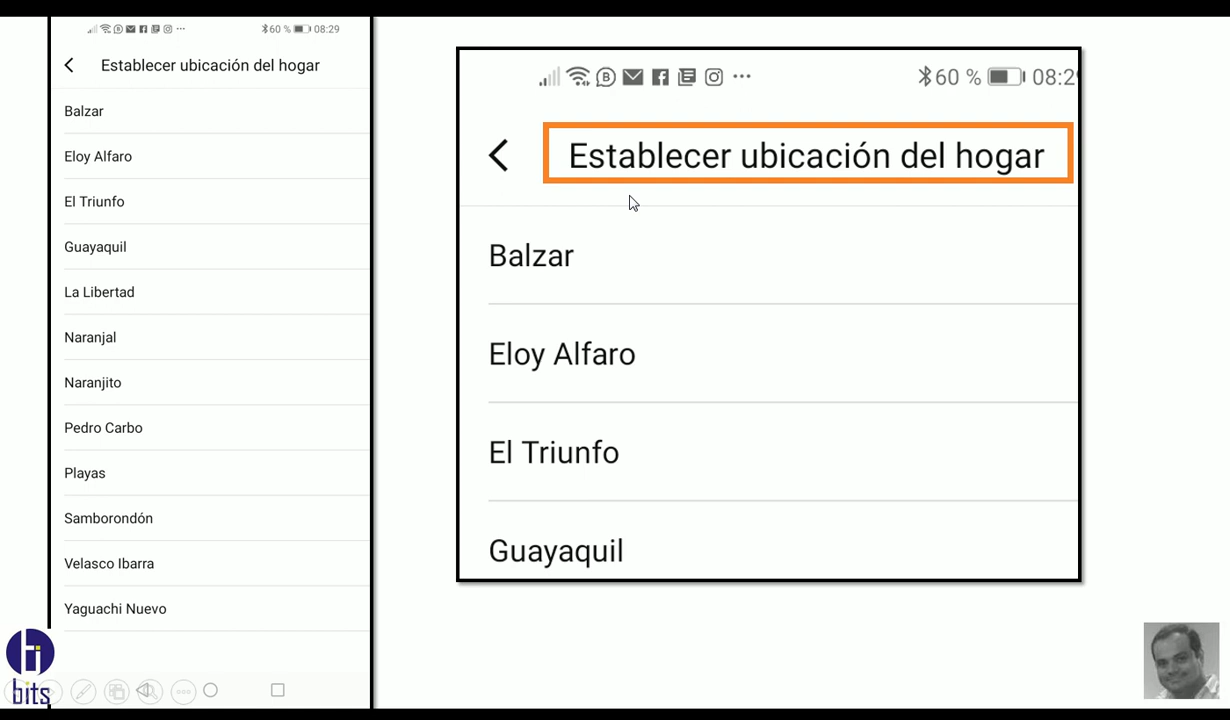 60 % 08:29
Establecer ubicación del hogar
Balzar
Eloy Alfaro
El Triunfo
Guayaquil
La Libertad
Naranjal
Naranjito
Pedro Carbo
Playas
Samborondón
Velasco Ibarra
Yaguachi Nuevo
hi
bits
60 % 08:29
Establecer ubicación del hogar
Balzar
Eloy Alfaro
El Triunfo
Guayaquil